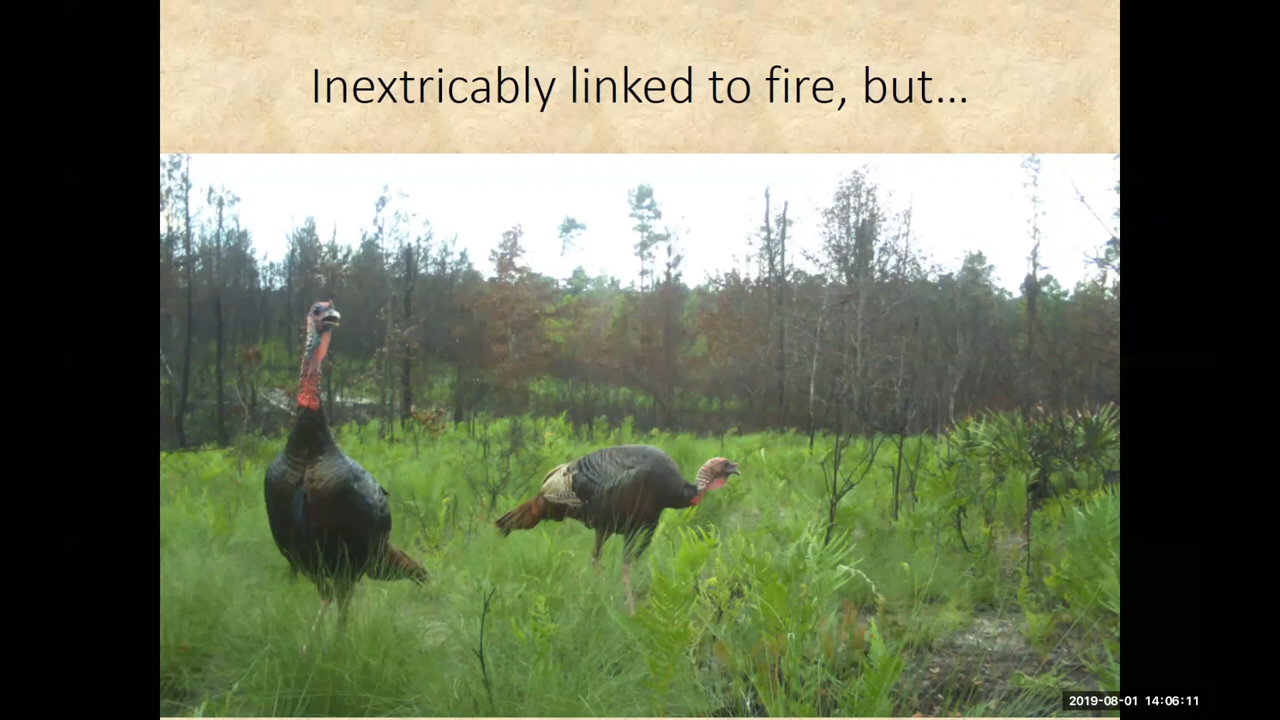 Inextricably linked to fire, but...
2019-08-01 14:06:11